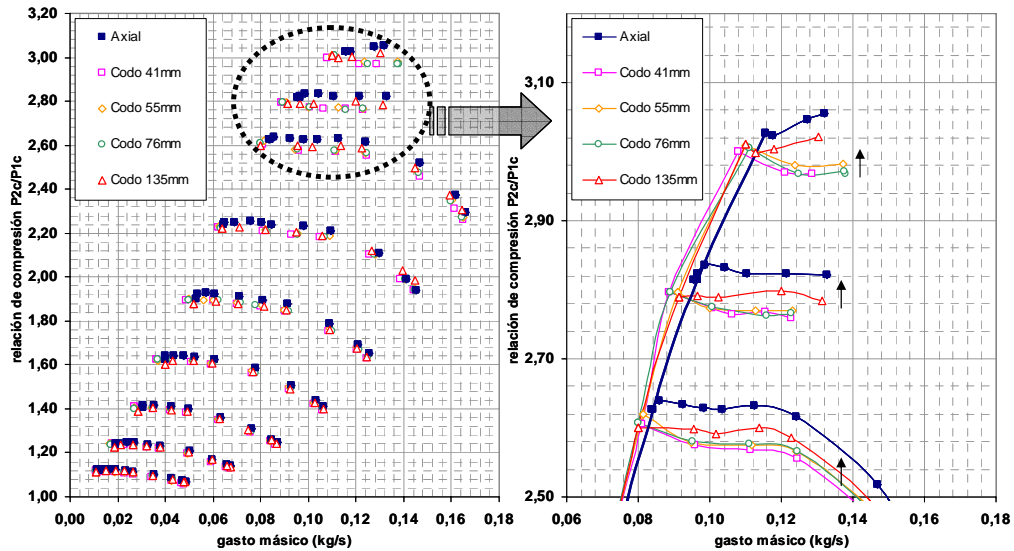 3,20
3,00
2,80
2,60
2,40
2,20
2,00
1,80
1,60
1,40
1,20
1,00
relación de compresión P2c/P1c
Axial
Codo 41mm
Codo 55mm
Codo 76mm
Codo 135mm
0,00 0,02 0,04 0,06 0,08 0,10 0,12 0,14 0,16 0,18
gasto másico (kg/s)
3,10
2,90
2,70
2,50
relación de compresión P2c/P1c
Axial
Codo 41mm
Codo 55mm
Codo 76mm
Codo 135mm
0,06 0,08 0,10 0,12 0,14 0,16 0,18
gasto másico (kg/s)